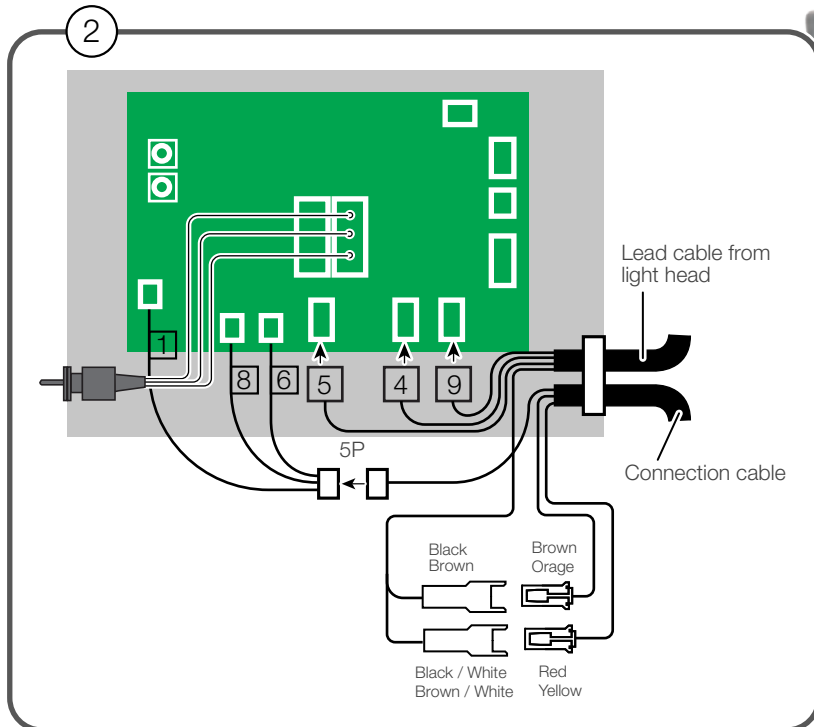 2
Lead cable from
light head
1
8
6
5
4
9
5P
Connection cable
Black
Brown
Brown
Orage
Black / White
Brown / White
Red
Yellow